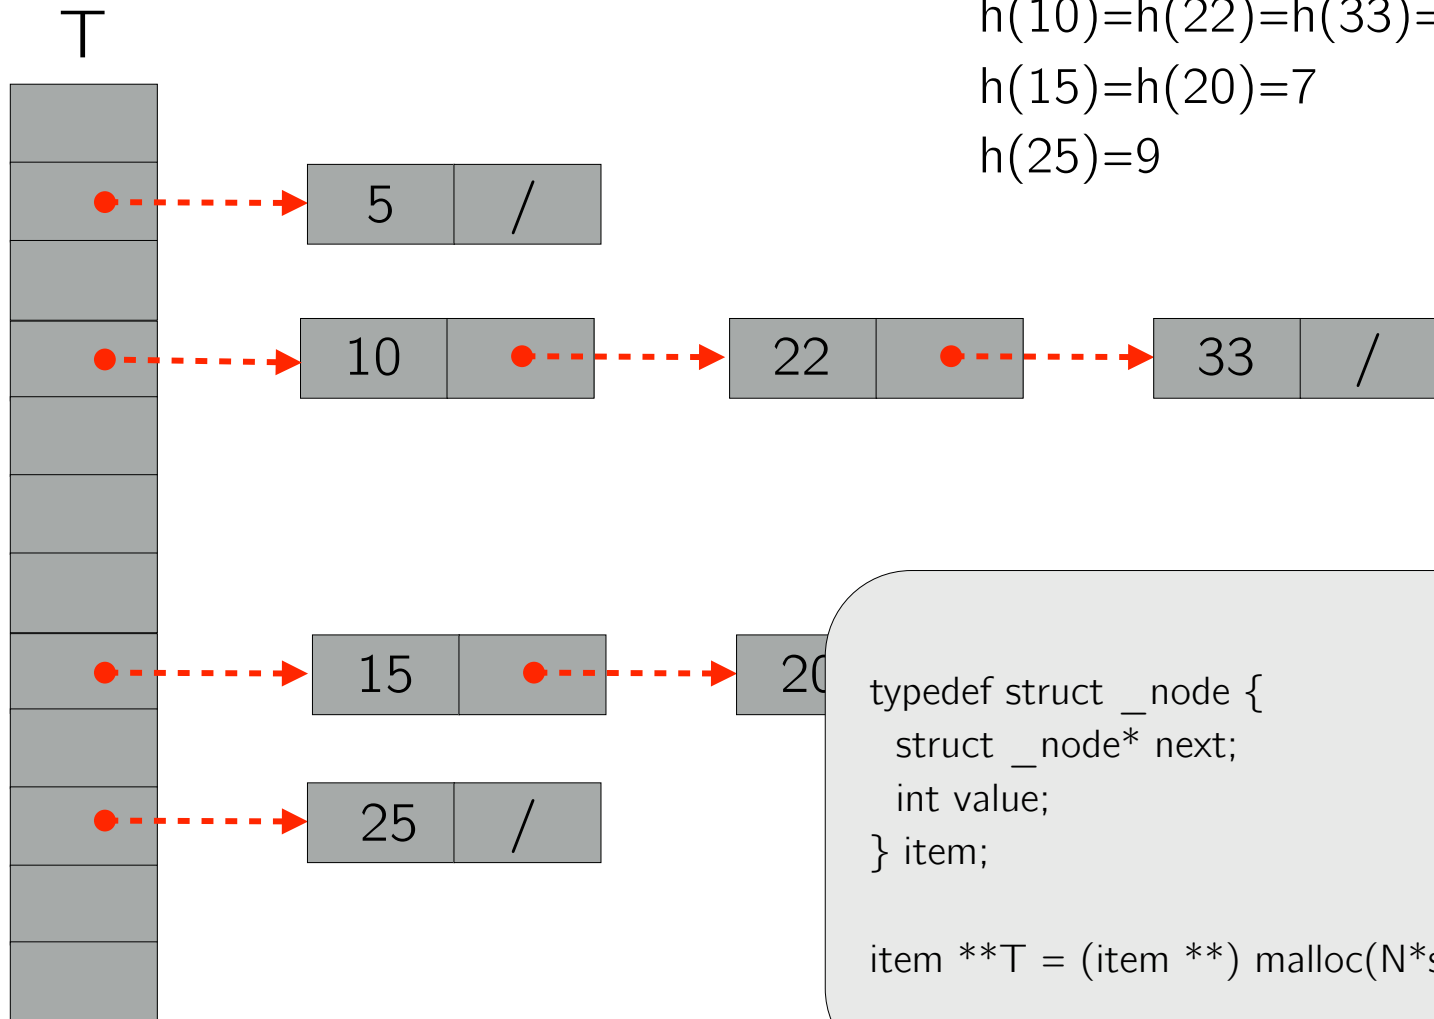 T
h(10)=h(22)=h(33)=
h(15)=h(20)=7
h(25)=9
5 /
10 22 33 /
15 20
25 /
typedef struct _node {
struct _node* next;
int value;
} item;
item **T = (item **) malloc(N*s